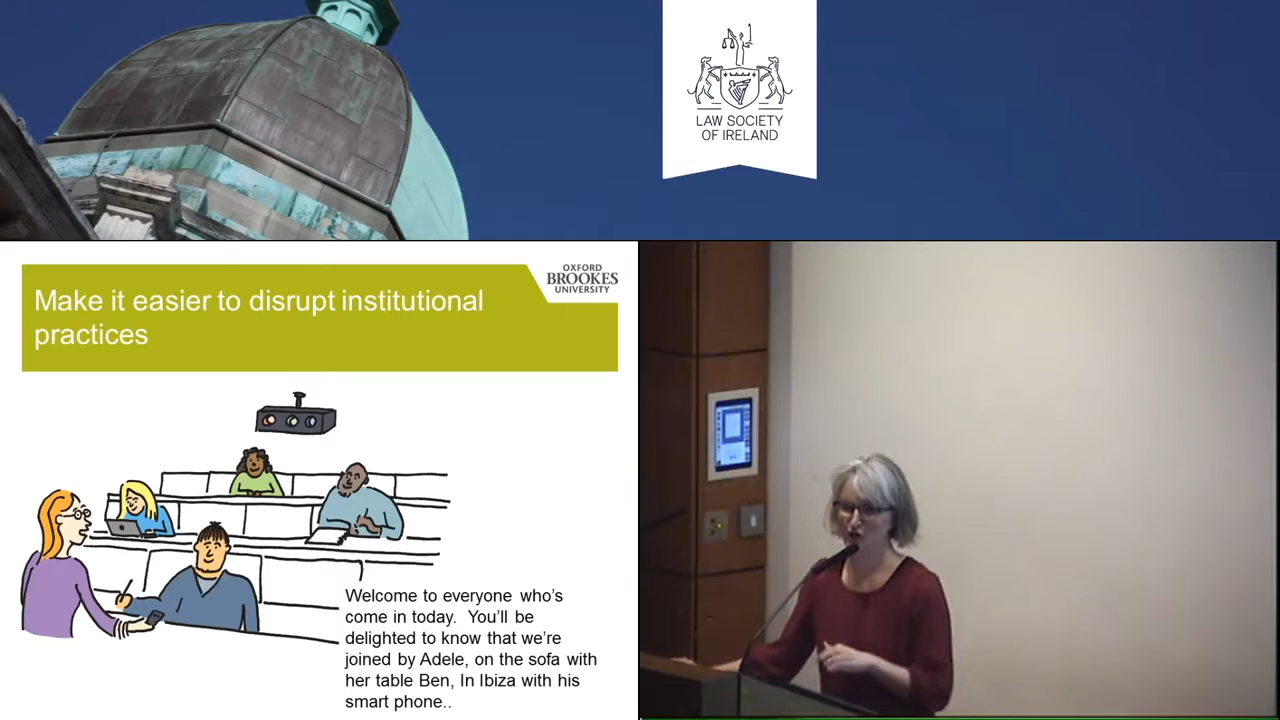 LAW SOCIETY
OF IRELAND
OXFORD
BROOKES
UNIVERSITY
Make it easier to disrupt institutional
practices
Welcome to everyone who's
come in today. You'll be
delighted to know that we're
joined by Adele, on the sofa with
her table Ben, In Ibiza with his
smart phone..